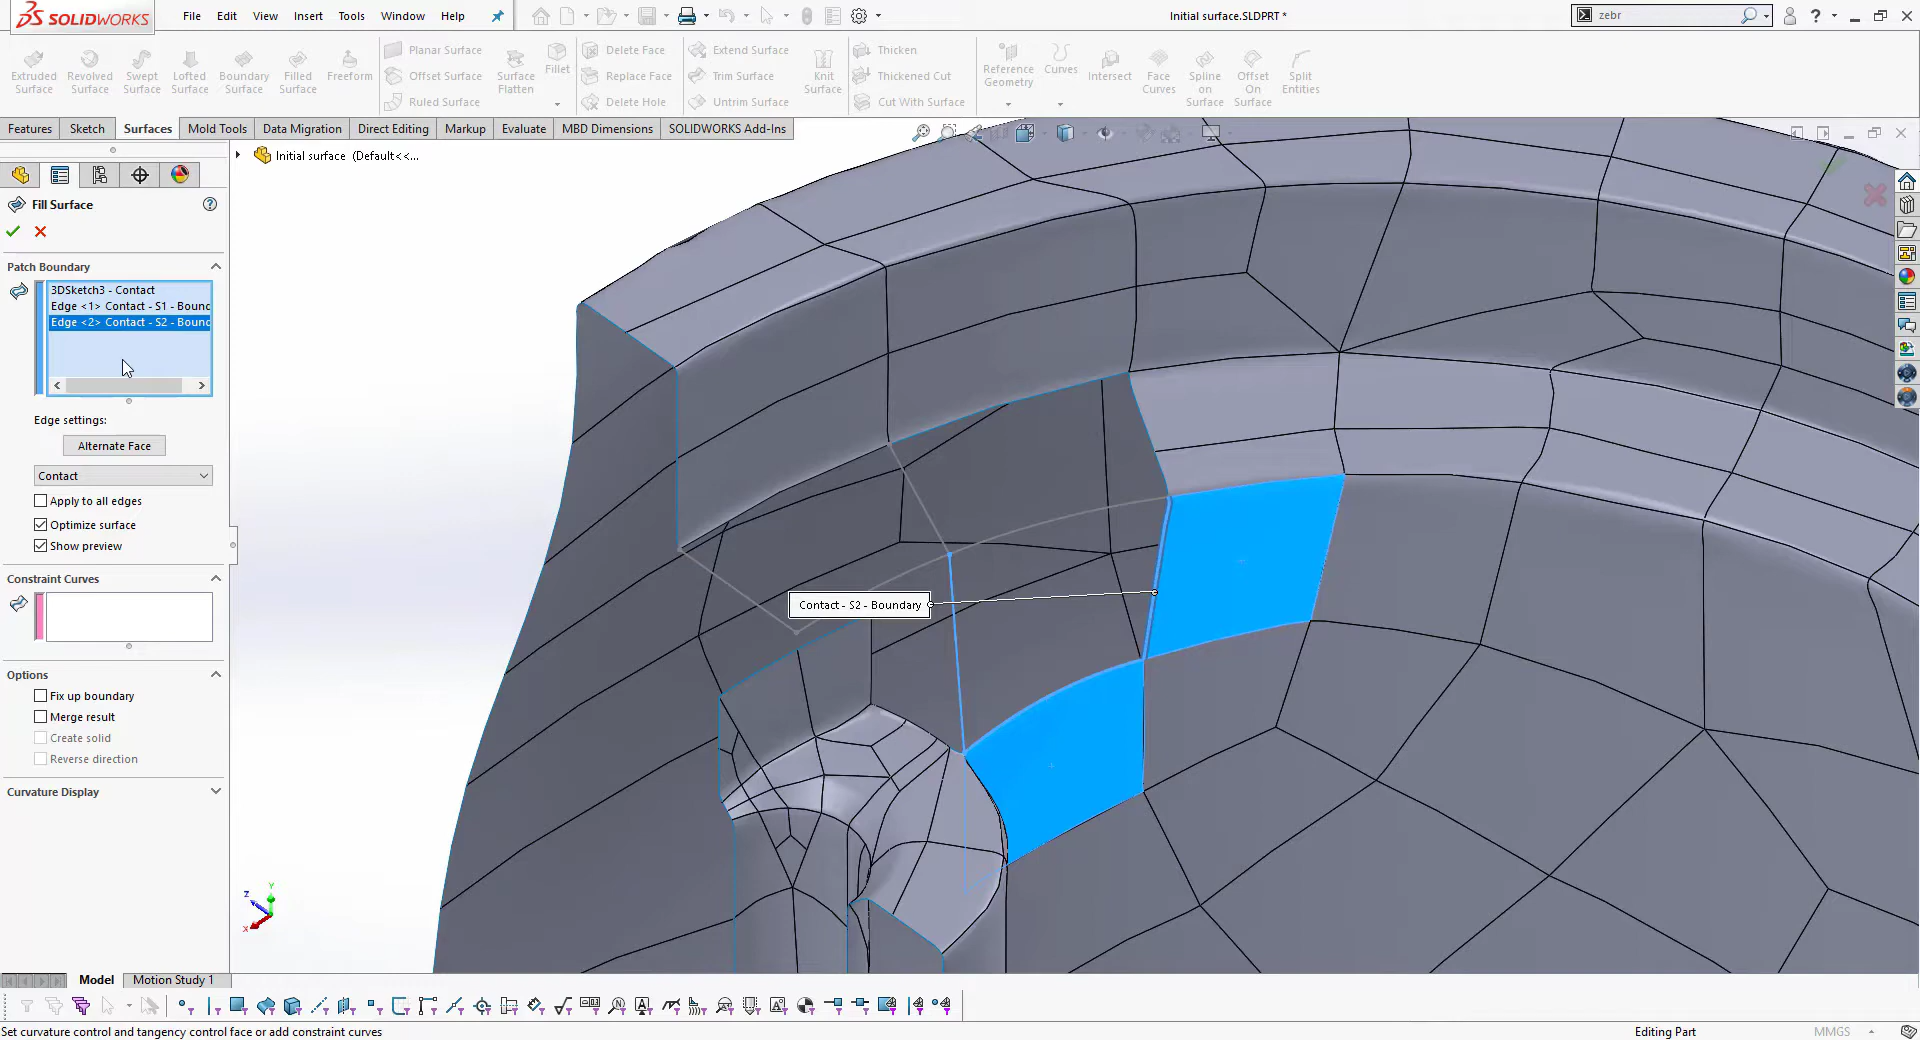 SOLIDWORKS
File Edit View Insert Tools Window Help
Initial surface.SLDPRT *
zebr
Extruded Surface
Revolved Surface
Swept Surface
Lofted Surface
Boundary Surface
Filled Surface
Freeform
Planar Surface
Offset Surface
Ruled Surface
Surface Flatten
Fillet
Delete Face
Replace Face
Delete Hole
Extend Surface
Trim Surface
Untrim Surface
Knit Surface
Thicken
Thickened Cut
Cut With Surface
Reference Geometry
Curves
Intersect
Face Curves
Spline on Surface
Offset On Surface
Split Entities
Features Sketch Surfaces Mold Tools Data Migration Direct Editing Markup Evaluate MBD Dimensions SOLIDWORKS Add-Ins
Initial surface (Default<<...
Fill Surface
Patch Boundary
3DSketch3 - Contact
Edge <1> Contact - S1 - Bounc
Edge <2> Contact - S2 - Bounc
Edge settings:
Alternate Face
Contact
Apply to all edges
Optimize surface
Show preview
Constraint Curves
Options
Fix up boundary
Merge result
Create solid
Reverse direction
Curvature Display
Contact - S2 - Boundary
Z
Y
X
Model Motion Study 1
Set curvature control and tangency control face or add constraint curves
Editing Part
MMGS